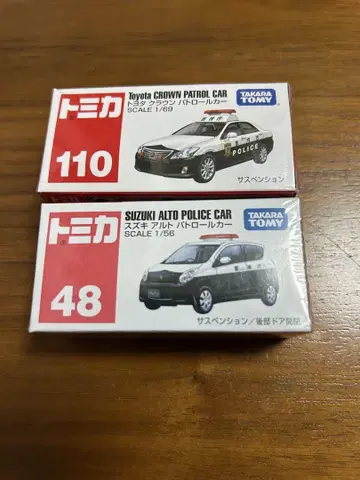 トミカ
110
Toyota CROWN PATROL CAR
トヨタ クラウン パトロールカー
SCALE 1/69
TAKARA
TOMY
POLICE
サスペンション
トミカ
48
SUZUKI ALTO POLICE CAR
スズキ アルト パトロールカー
SCALE 1/56
TAKARA
TOMY
サスペンション/後部ドア開閉